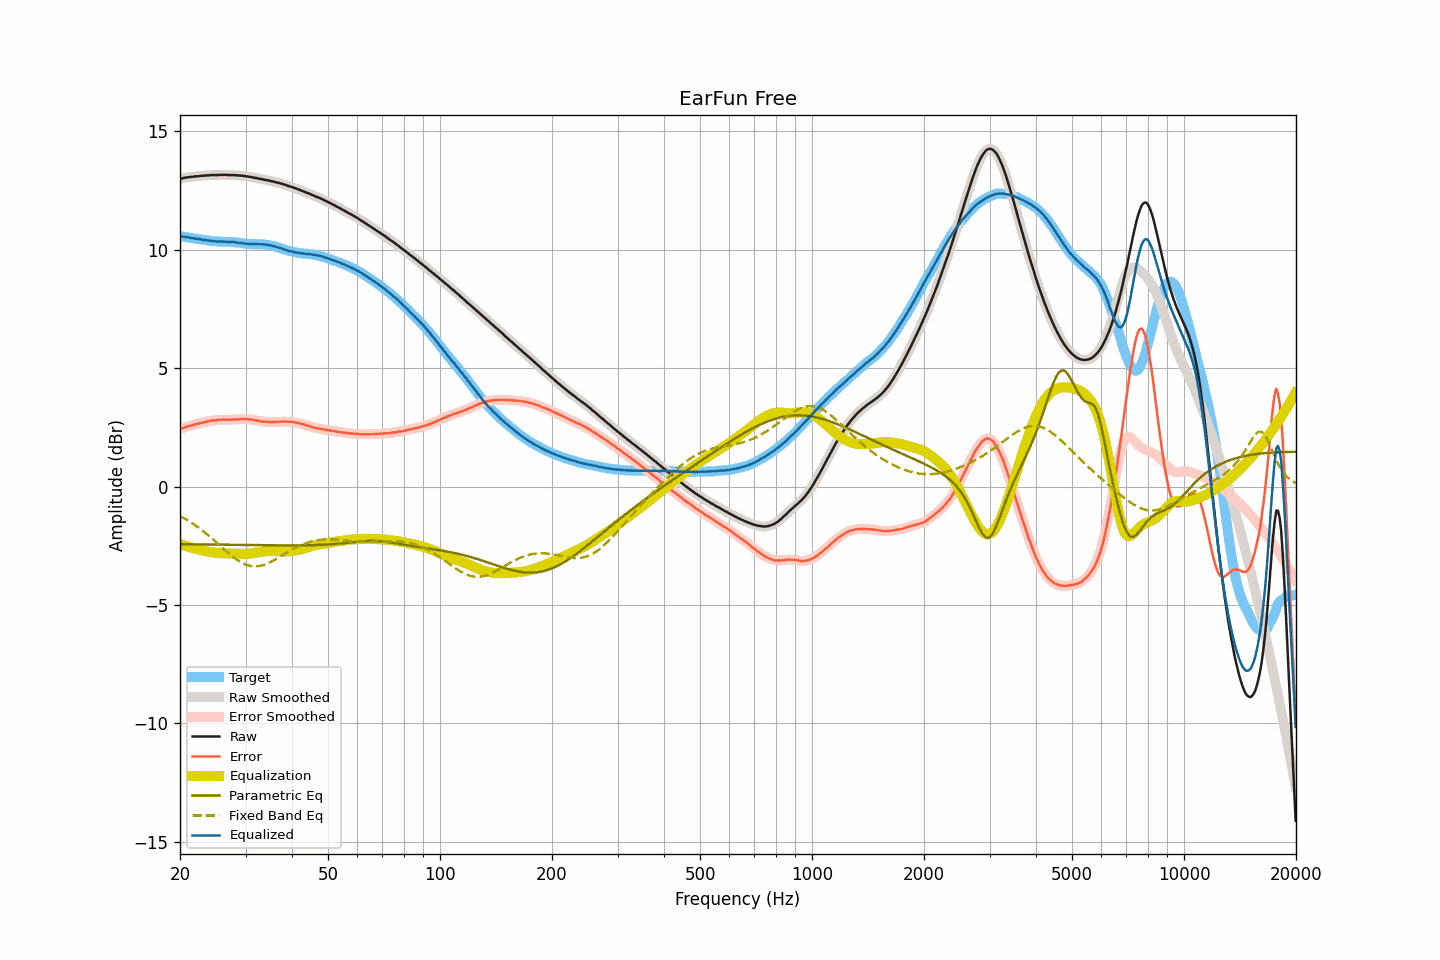 EarFun Free
Amplitude (dBr)
15
10
5
0
−5
−10
−15
Target
Raw Smoothed
Error Smoothed
Raw
Error
Equalization
Parametric Eq
Fixed Band Eq
Equalized
20 50 100 200 500 1000 2000 5000 10000 20000
Frequency (Hz)